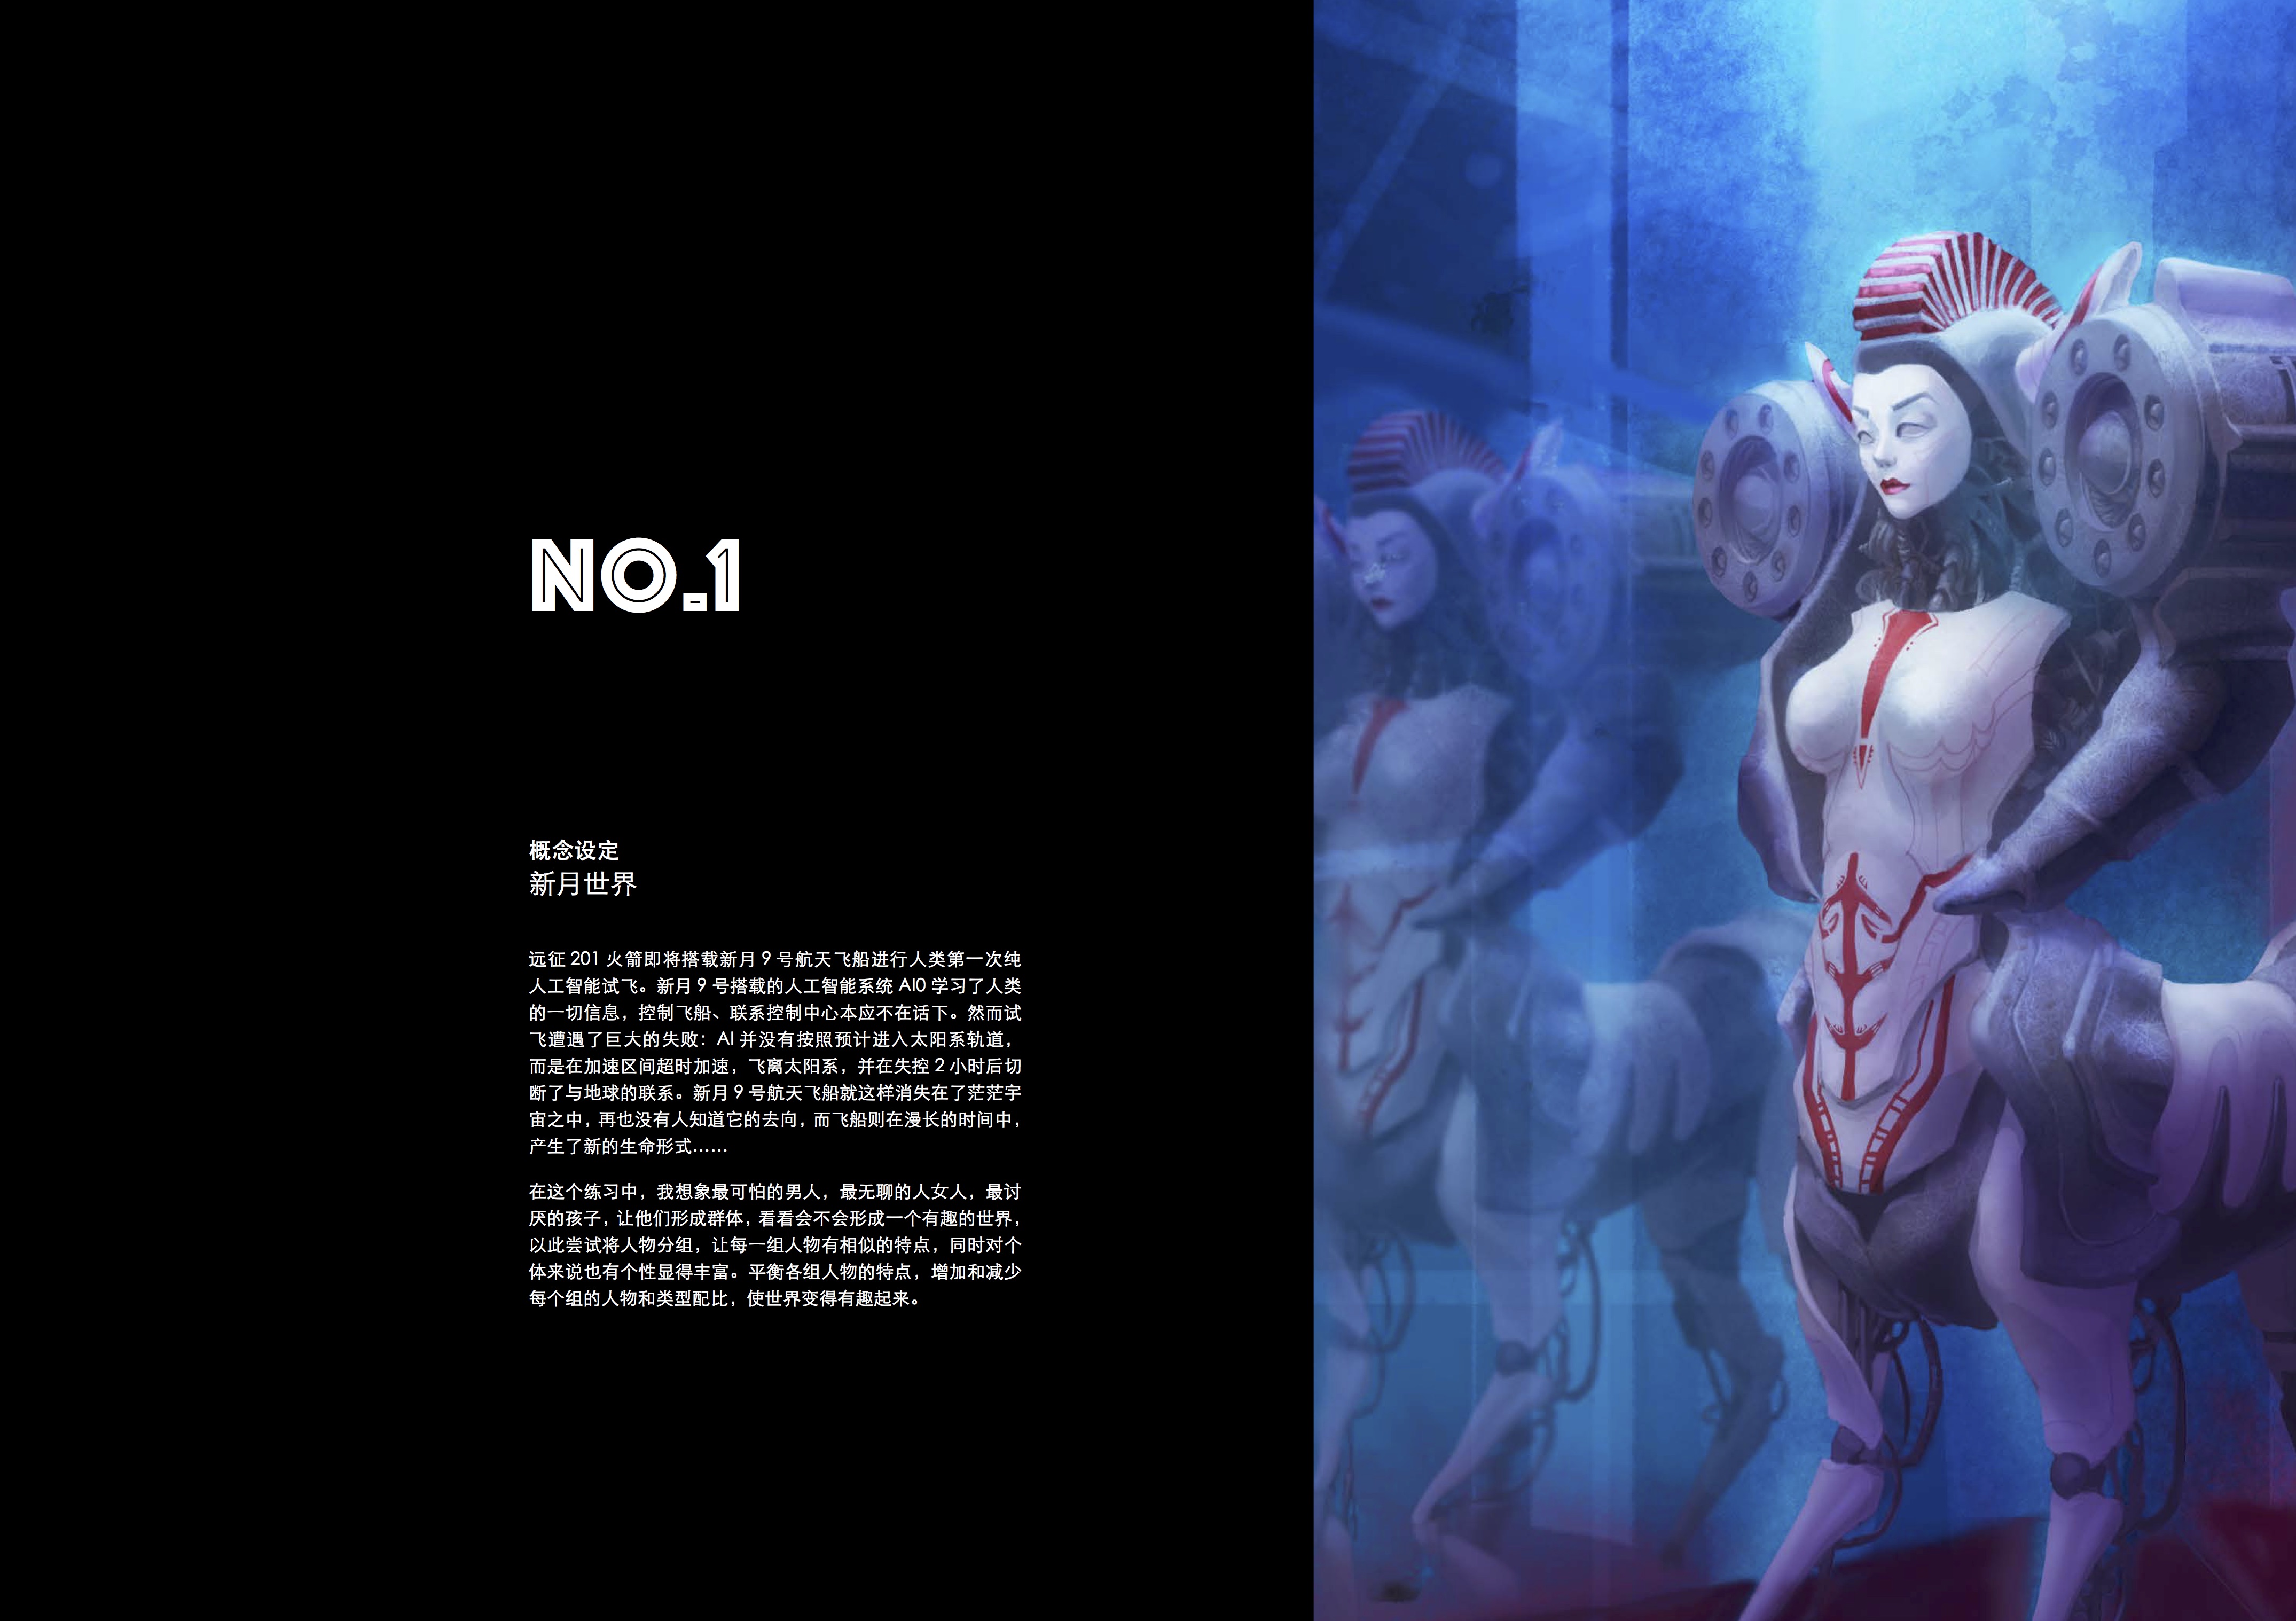 NO.1
概念设定
新月世界
远征 201 火箭即将搭载新月 9 号航天飞船进行人类第一次纯
人工智能试飞。新月 9 号搭载的人工智能系统 AI0 学习了人类
的一切信息，控制飞船、联系控制中心本应不在话下。然而试
飞遭遇了巨大的失败：AI 并没有按照预计进入太阳系轨道，
而是在加速区间超时加速，飞离太阳系，并在失控 2 小时后切
断了与地球的联系。新月 9 号航天飞船就这样消失在了茫茫宇
宙之中，再也没有人知道它的去向，而飞船则在漫长的时间中，
产生了新的生命形式……
在这个练习中，我想象最可怕的男人，最无聊的人女人，最讨
厌的孩子，让他们形成群体，看看会不会形成一个有趣的世界，
以此尝试将人物分组，让每一组人物有相似的特点，同时对个
体来说也有个性显得丰富。平衡各组人物的特点，增加和减少
每个组的人物和类型配比，使世界变得有趣起来。